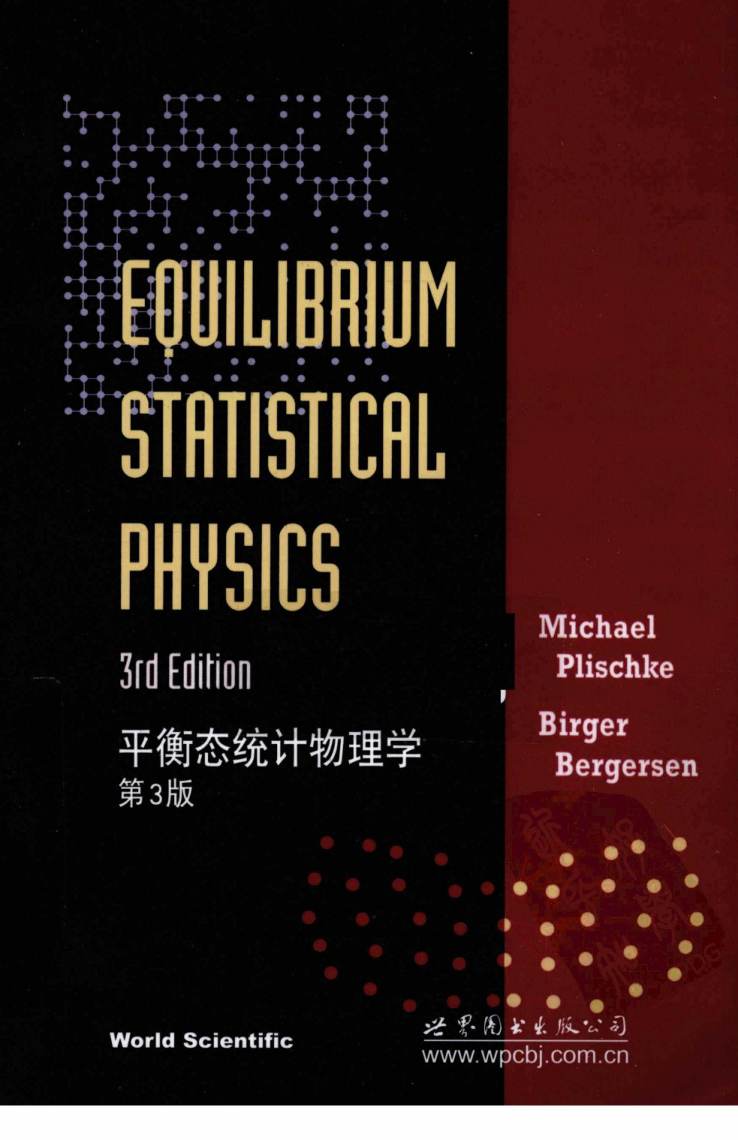 EQUILIBRIUM
STATISTICAL
PHYSICS
3rd Edition
平衡态统计物理学
第3版
Michael
Plischke
Birger
Bergersen
World Scientific
世界图书出版公司
www.wpcbj.com.cn